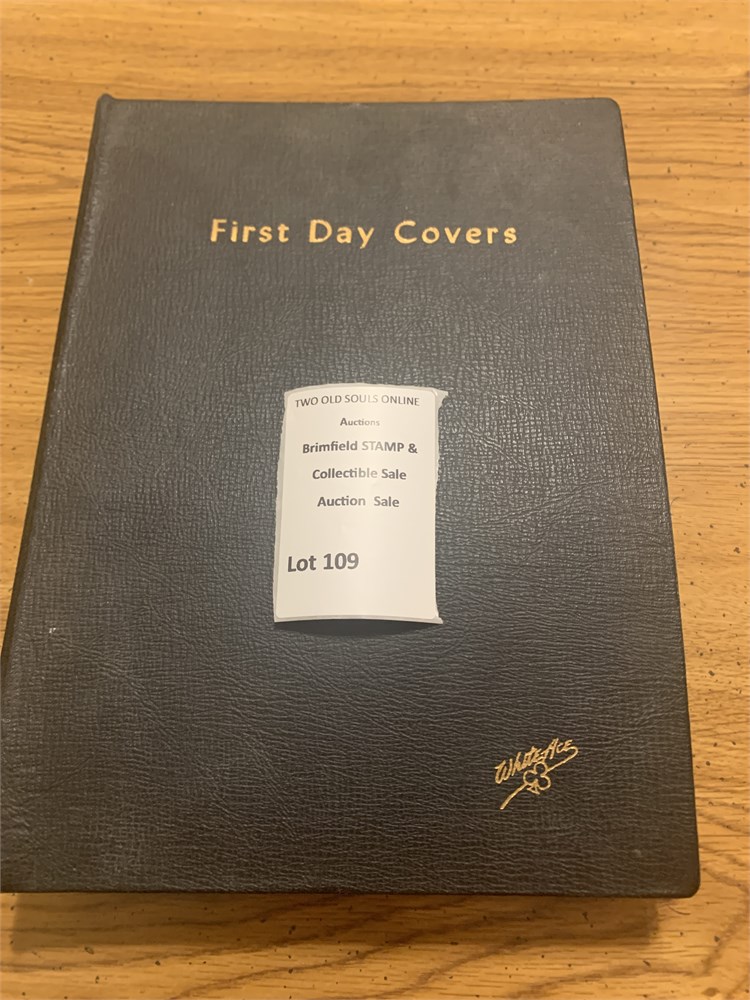 First Day Covers
TWO OLD SOULS ONLINE
Auctions
Brimfield STAMP &
Collectible Sale
Auction Sale
Lot 109
White Ace